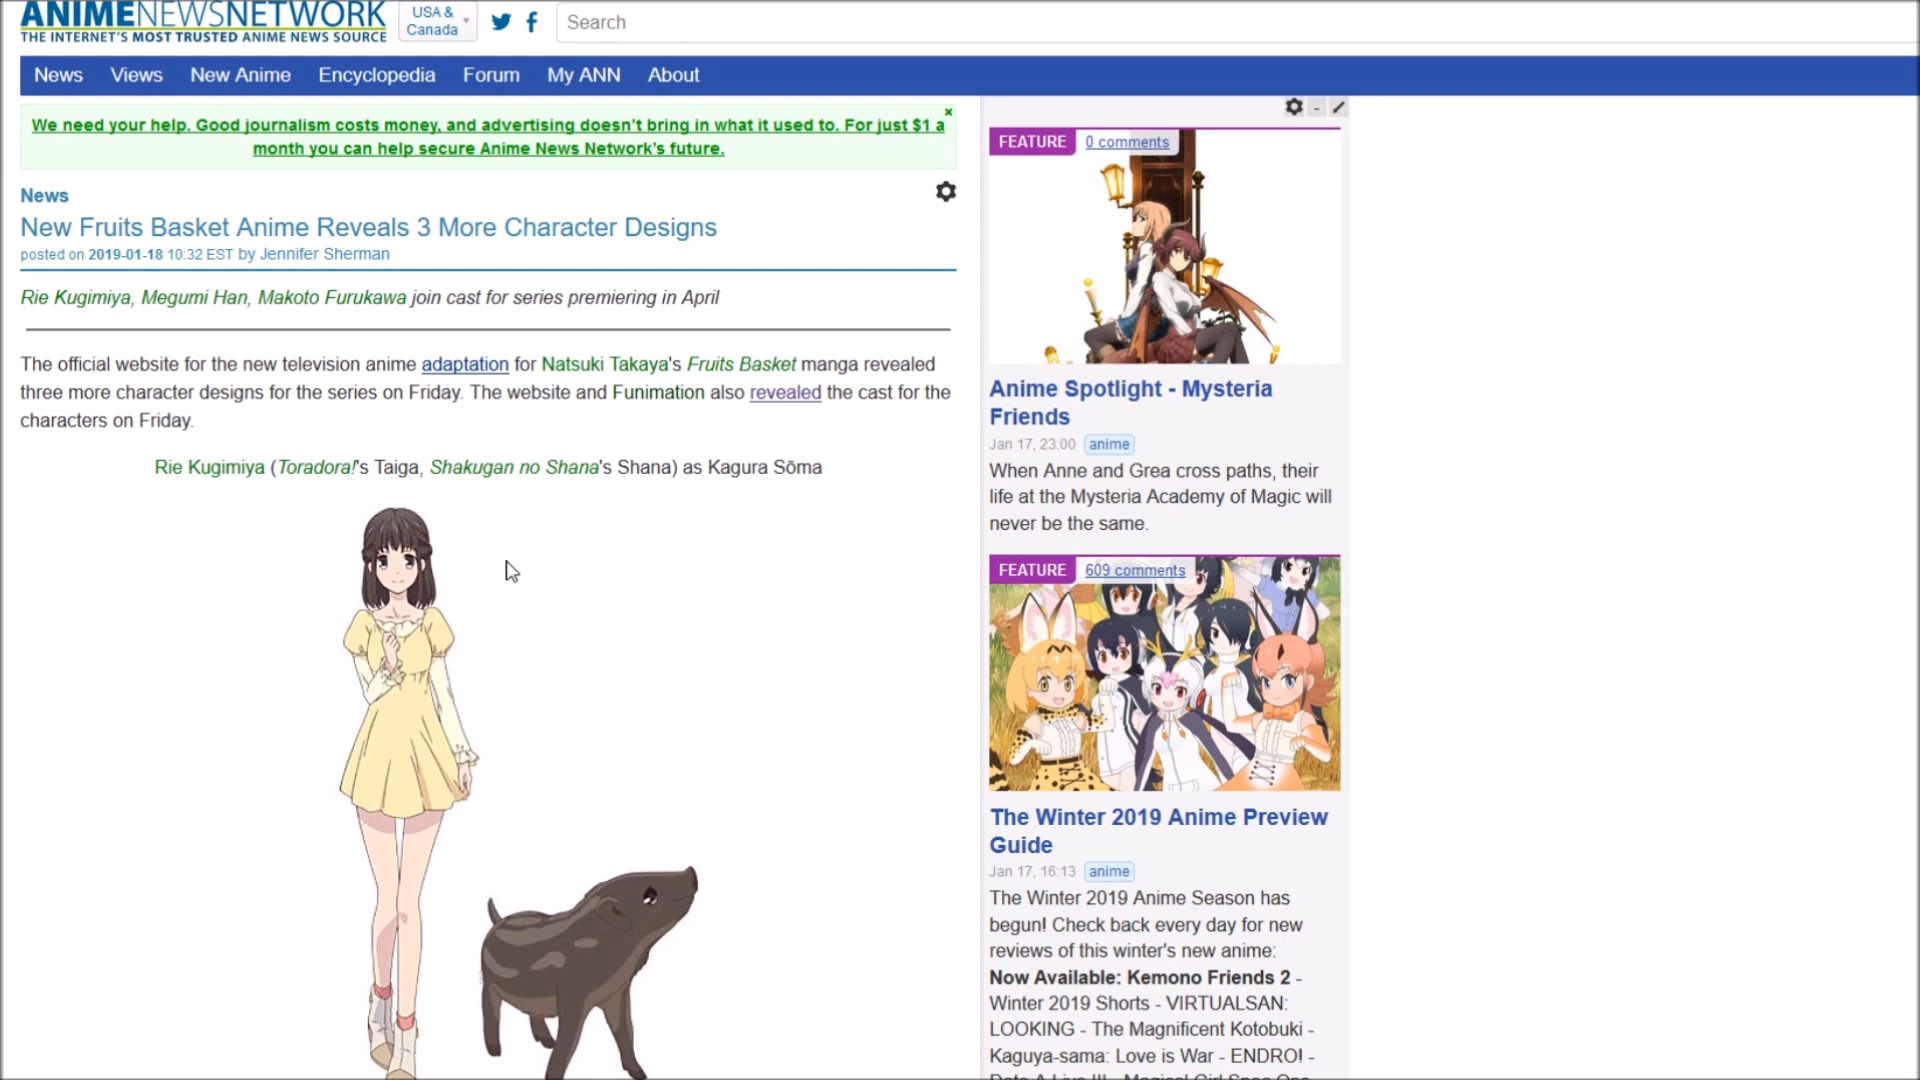 ANIMENEWSNETWORK
THE INTERNET'S MOST TRUSTED ANIME NEWS SOURCE
USA &
Canada
Search
News Views New Anime Encyclopedia Forum My ANN About
We need your help. Good journalism costs money, and advertising doesn't bring in what it used to. For just $1 a
month you can help secure Anime News Network's future.
×
News
New Fruits Basket Anime Reveals 3 More Character Designs
posted on 2019-01-18 10:32 EST by Jennifer Sherman
Rie Kugimiya, Megumi Han, Makoto Furukawa join cast for series premiering in April
The official website for the new television anime adaptation for Natsuki Takaya's Fruits Basket manga revealed
three more character designs for the series on Friday. The website and Funimation also revealed the cast for the
characters on Friday.
Rie Kugimiya (Toradora!'s Taiga, Shakugan no Shana's Shana) as Kagura Sōma
FEATURE 0 comments
Anime Spotlight - Mysteria
Friends
Jan 17, 23:00 anime
When Anne and Grea cross paths, their
life at the Mysteria Academy of Magic will
never be the same.
FEATURE 609 comments
The Winter 2019 Anime Preview
Guide
Jan 17, 16:13 anime
The Winter 2019 Anime Season has
begun! Check back every day for new
reviews of this winter's new anime:
Now Available: Kemono Friends 2 -
Winter 2019 Shorts - VIRTUALSAN:
LOOKING - The Magnificent Kotobuki -
Kaguya-sama: Love is War - ENDRO! -